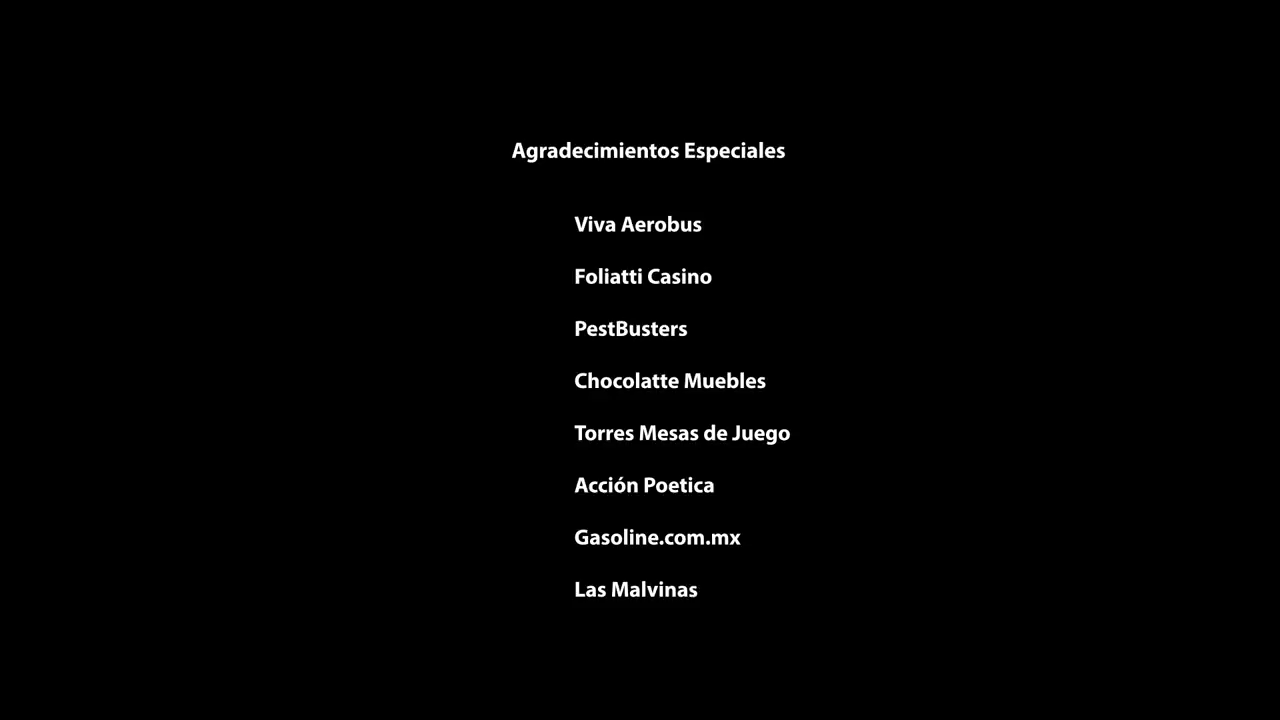 Agradecimientos Especiales
Viva Aerobus
Foliatti Casino
PestBusters
Chocolatte Muebles
Torres Mesas de Juego
Acción Poetica
Gasoline.com.mx
Las Malvinas